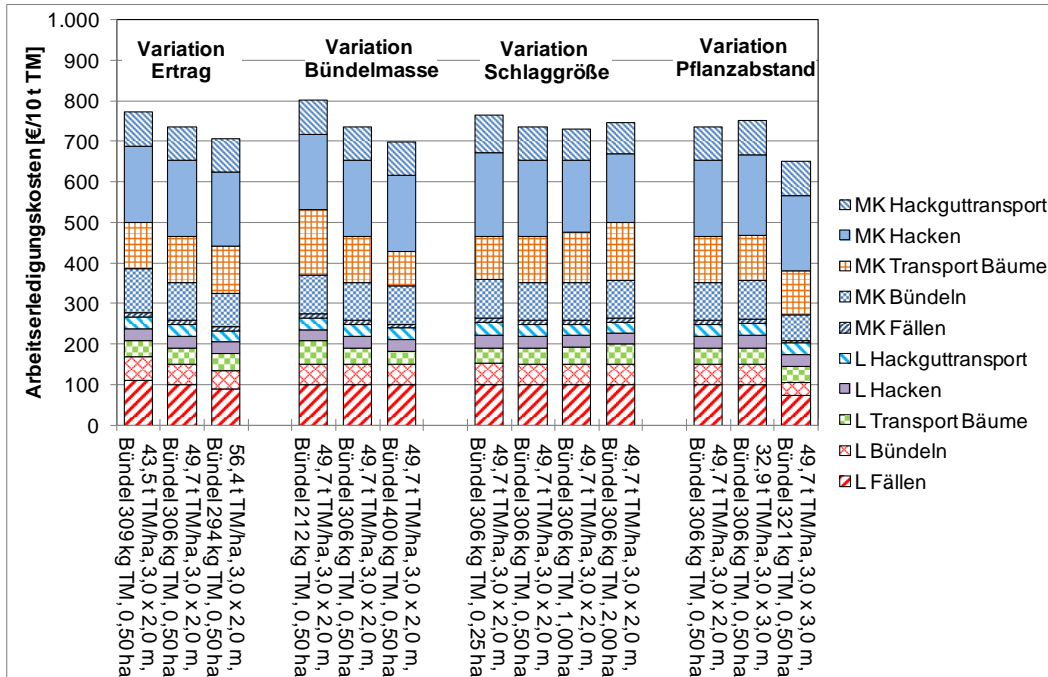 Arbeitserledigungskosten [€/10 t TM]
1.000
900
800
700
600
500
400
300
200
100
0
Variation
Ertrag
Variation
Bündelmasse
Variation
Schlaggröße
Variation
Pflanzabstand
43,5 t TM/ha, 3,0 x 2,0 m,
Bündel 309 kg TM, 0,50 ha
49,7 t TM/ha, 3,0 x 2,0 m,
Bündel 306 kg TM, 0,50 ha
56,4 t TM/ha, 3,0 x 2,0 m,
Bündel 294 kg TM, 0,50 ha
49,7 t TM/ha, 3,0 x 2,0 m,
Bündel 212 kg TM, 0,50 ha
49,7 t TM/ha, 3,0 x 2,0 m,
Bündel 306 kg TM, 0,50 ha
49,7 t TM/ha, 3,0 x 2,0 m,
Bündel 400 kg TM, 0,50 ha
49,7 t TM/ha, 3,0 x 2,0 m,
Bündel 306 kg TM, 0,25 ha
49,7 t TM/ha, 3,0 x 2,0 m,
Bündel 306 kg TM, 0,50 ha
49,7 t TM/ha, 3,0 x 2,0 m,
Bündel 306 kg TM, 1,00 ha
49,7 t TM/ha, 3,0 x 2,0 m,
Bündel 306 kg TM, 2,00 ha
49,7 t TM/ha, 3,0 x 2,0 m,
Bündel 306 kg TM, 0,50 ha
32,9 t TM/ha, 3,0 x 3,0 m,
Bündel 306 kg TM, 0,50 ha
49,7 t TM/ha, 3,0 x 3,0 m,
Bündel 321 kg TM, 0,50 ha
MK Hackguttransport
MK Hacken
MK Transport Bäume
MK Bündeln
MK Fällen
L Hackguttransport
L Hacken
L Transport Bäume
L Bündeln
L Fällen